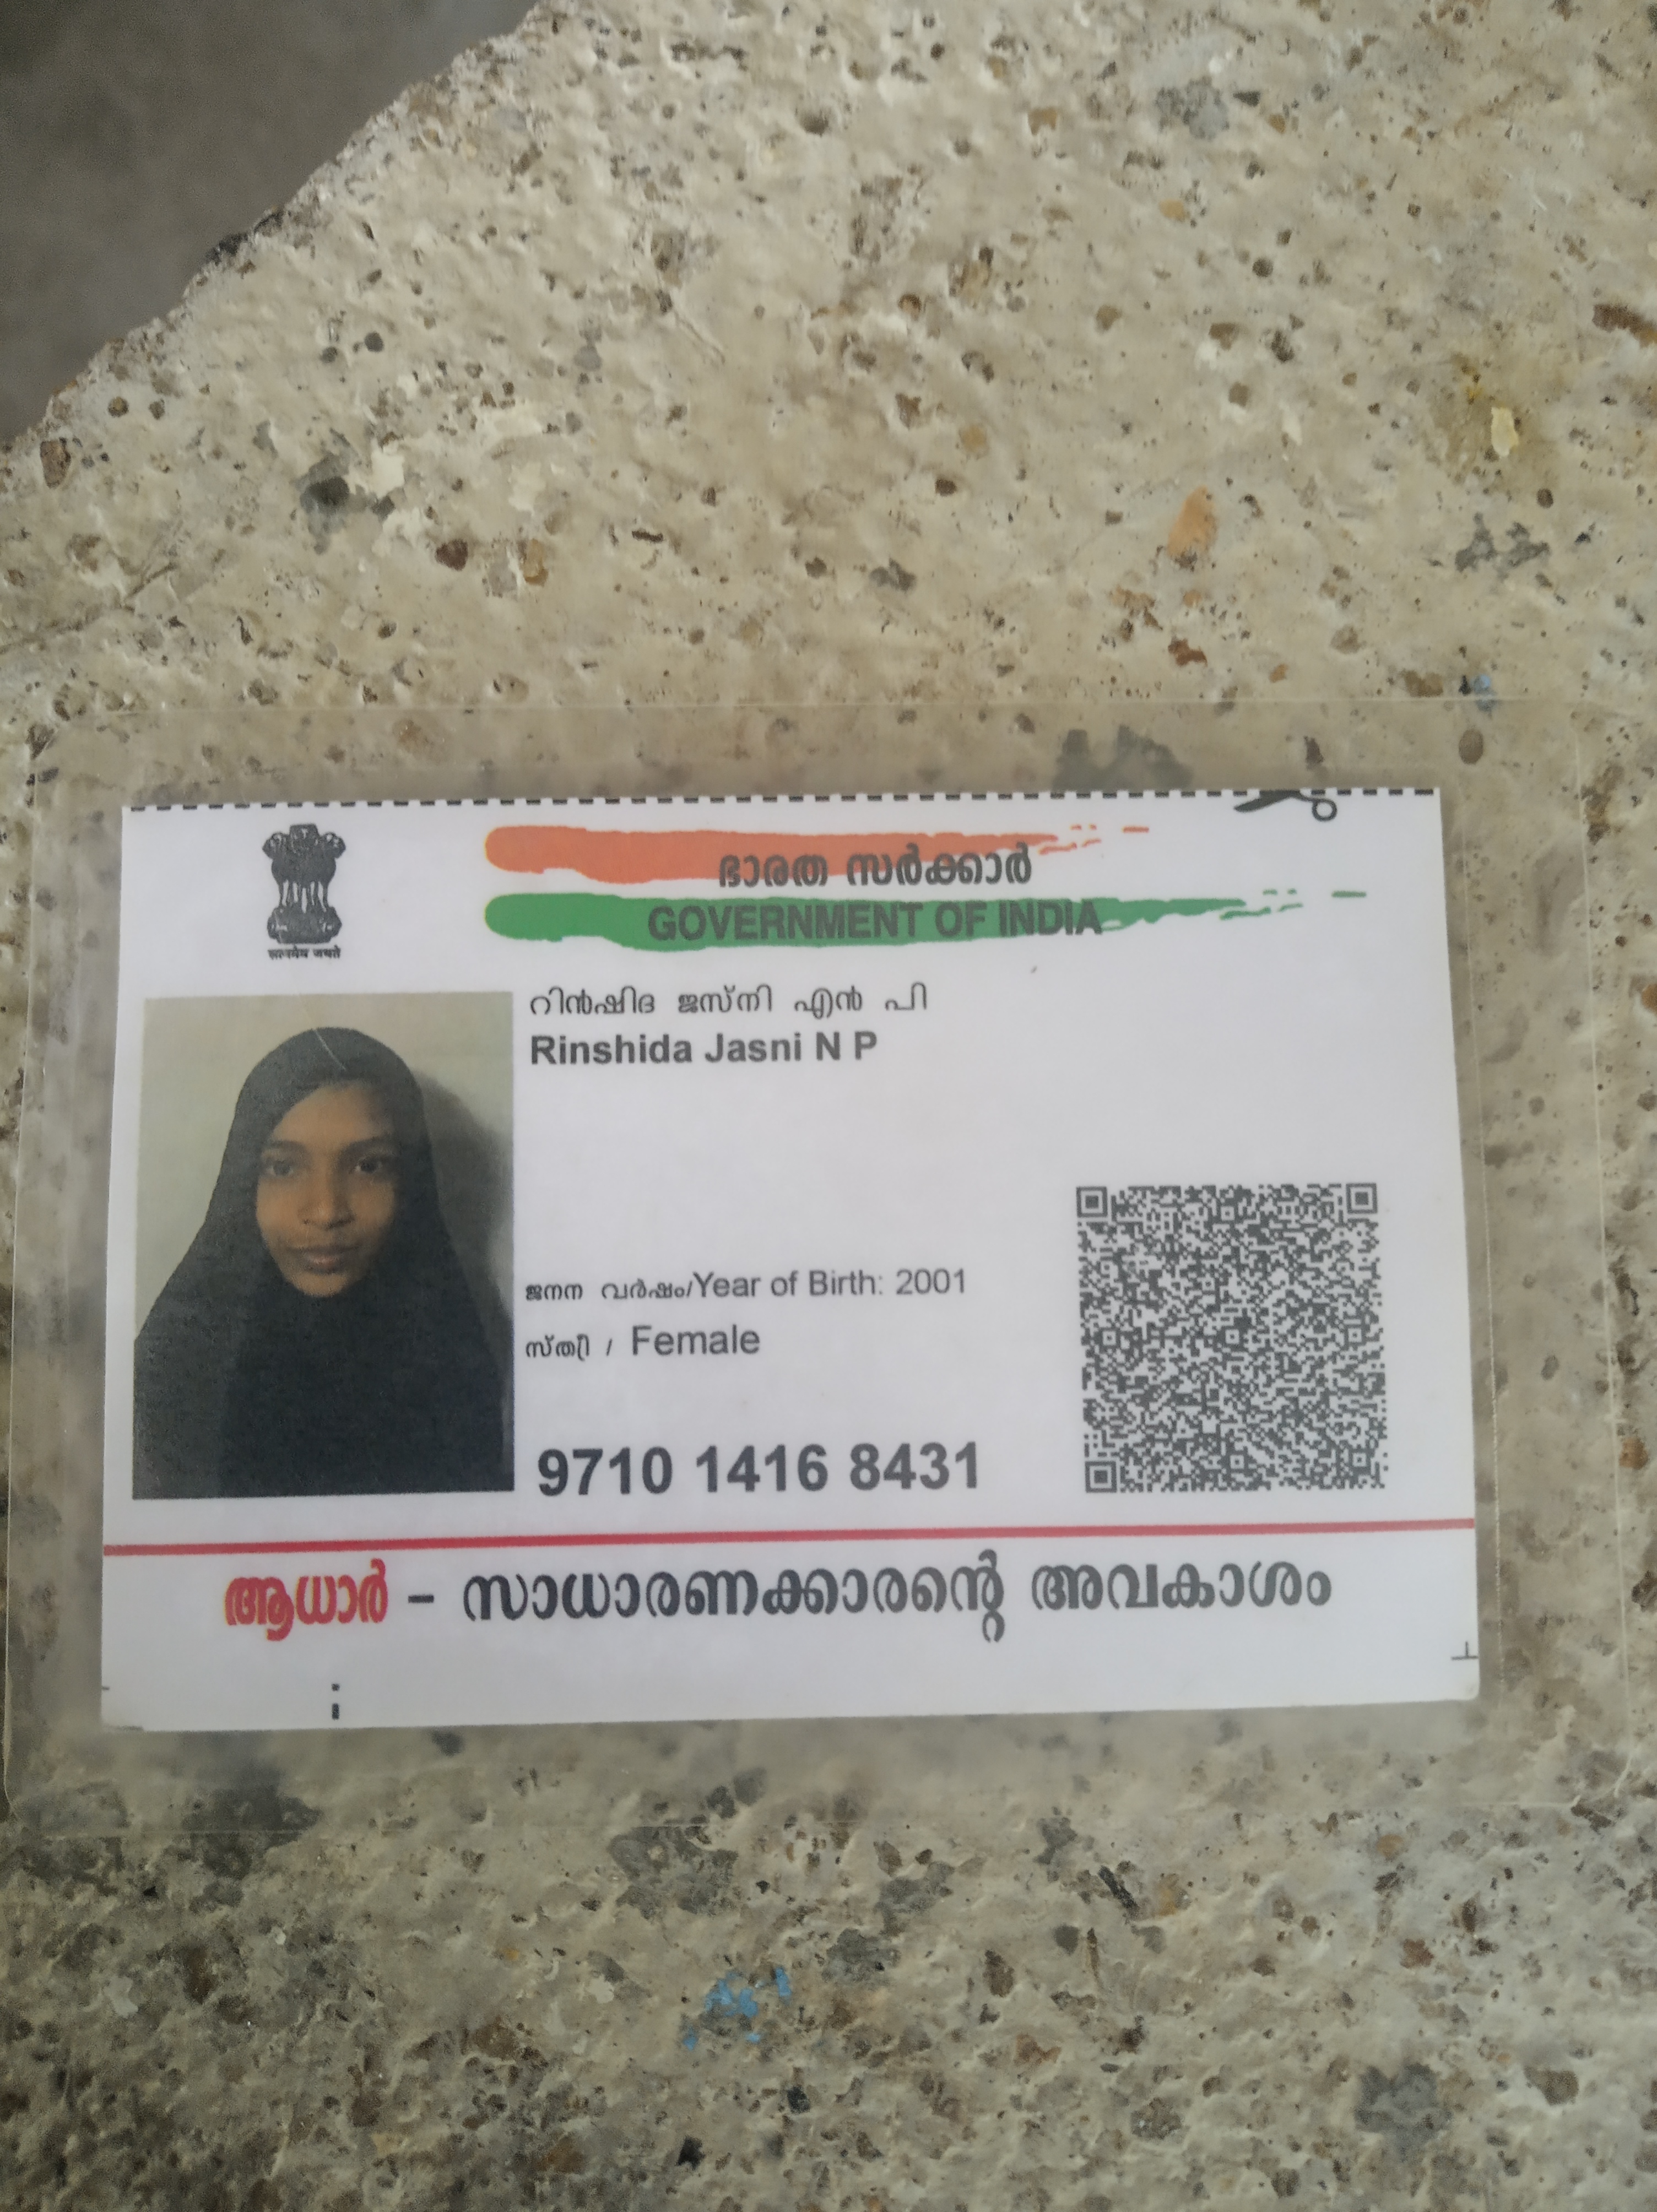 ഭാരത സർക്കാർ
GOVERNMENT OF INDIA
सत्यमेव जयते
റിൻഷിദ ജസ്നി എൻ പി
Rinshida Jasni N P
ജനന വർഷം/Year of Birth: 2001
സ്ത്രീ / Female
9710 1416 8431
ആധാർ - സാധാരണക്കാരന്റെ അവകാശം